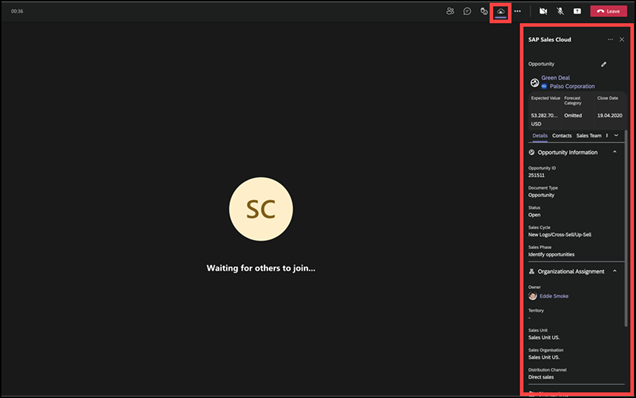 00:36
Leave
SAP Sales Cloud
Opportunity
Green Deal
Palso Corporation
Expected Value Forecast Category Close Date
53.282,70... USD Omitted 19.04.2020
Details Contacts Sales Team
Opportunity Information
Opportunity ID
251511
Document Type
Opportunity
Status
Open
Sales Cycle
New Logo/Cross-Sell/Up-Sell
Sales Phase
Identify opportunities
Organizational Assignment
Owner
Eddie Smoke
Territory
-
Sales Unit
Sales Unit US.
Sales Organisation
Sales Unit US.
Distribution Channel
Direct sales
SC
Waiting for others to join...